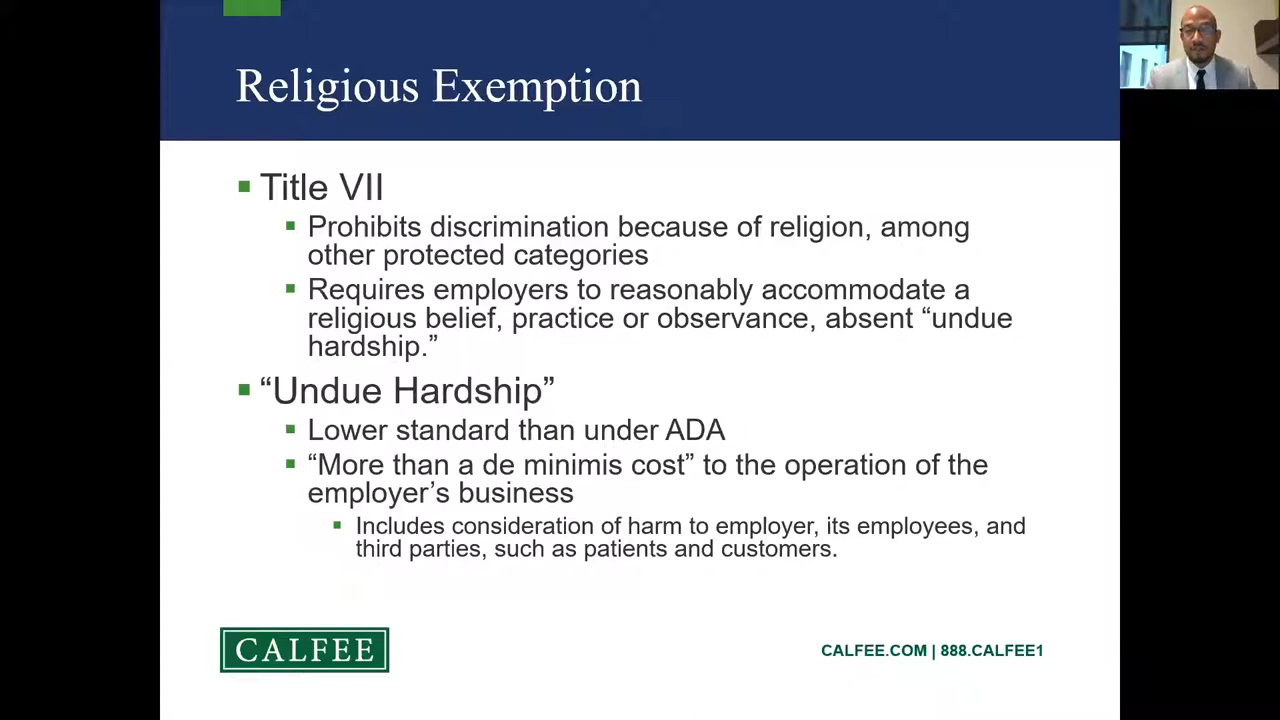 Religious Exemption
Title VII
Prohibits discrimination because of religion, among
other protected categories
Requires employers to reasonably accommodate a
religious belief, practice or observance, absent “undue
hardship.”
“Undue Hardship”
Lower standard than under ADA
“More than a de minimis cost” to the operation of the
employer’s business
Includes consideration of harm to employer, its employees, and
third parties, such as patients and customers.
CALFEE
CALFEE.COM | 888.CALFEE1